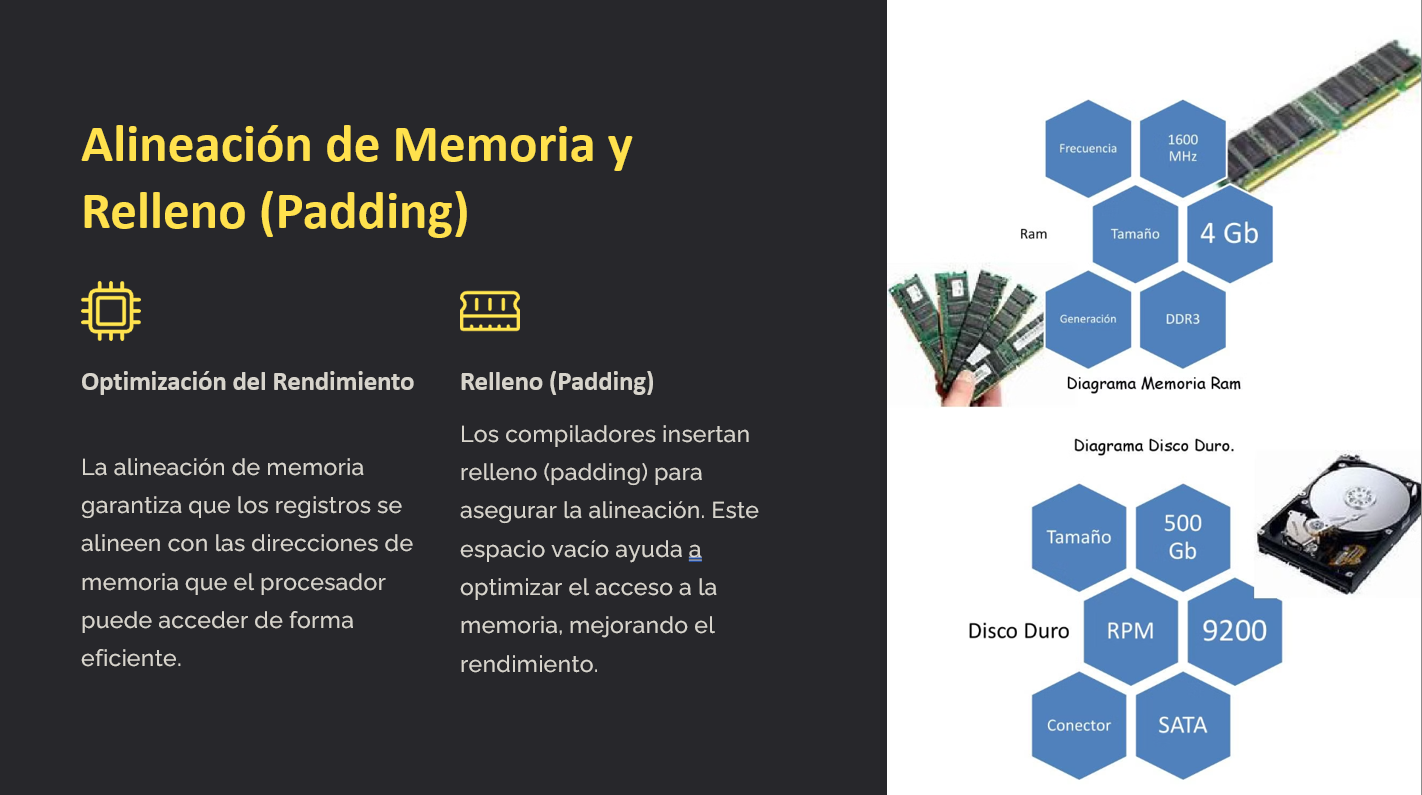 Alineación de Memoria y
Relleno (Padding)
Optimización del Rendimiento
La alineación de memoria
garantiza que los registros se
alineen con las direcciones de
memoria que el procesador
puede acceder de forma
eficiente.
Relleno (Padding)
Los compiladores insertan
relleno (padding) para
asegurar la alineación. Este
espacio vacío ayuda a
optimizar el acceso a la
memoria, mejorando el
rendimiento.
Frecuencia
1600
MHz
Ram
Tamaño
4 Gb
Generación
DDR3
Diagrama Memoria Ram
Diagrama Disco Duro.
Tamaño
500
Gb
Disco Duro
RPM
9200
Conector
SATA